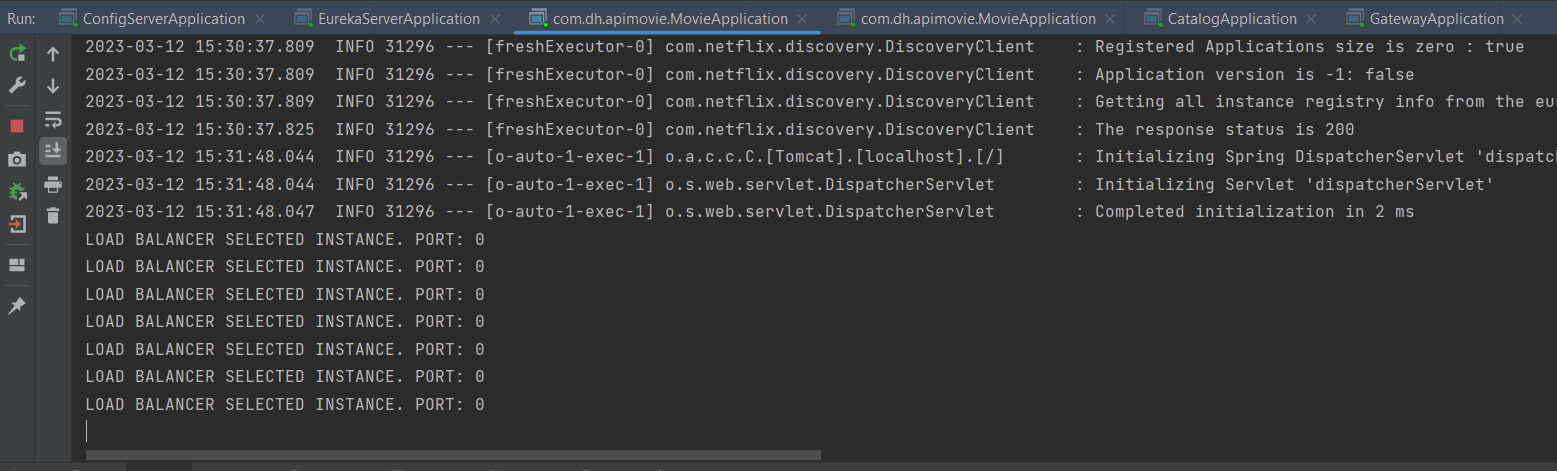 Run: ConfigServerApplication EurekaServerApplication com.dh.apimovie.MovieApplication com.dh.apimovie.MovieApplication CatalogApplication GatewayApplication
2023-03-12 15:30:37.809  INFO 31296 --- [freshExecutor-0] com.netflix.discovery.DiscoveryClient    : Registered Applications size is zero : true
2023-03-12 15:30:37.809  INFO 31296 --- [freshExecutor-0] com.netflix.discovery.DiscoveryClient    : Application version is -1: false
2023-03-12 15:30:37.809  INFO 31296 --- [freshExecutor-0] com.netflix.discovery.DiscoveryClient    : Getting all instance registry info from the eu
2023-03-12 15:30:37.825  INFO 31296 --- [freshExecutor-0] com.netflix.discovery.DiscoveryClient    : The response status is 200
2023-03-12 15:31:48.044  INFO 31296 --- [o-auto-1-exec-1] o.a.c.c.C.[Tomcat].[localhost].[/]       : Initializing Spring DispatcherServlet 'dispatc
2023-03-12 15:31:48.044  INFO 31296 --- [o-auto-1-exec-1] o.s.web.servlet.DispatcherServlet        : Initializing Servlet 'dispatcherServlet'
2023-03-12 15:31:48.047  INFO 31296 --- [o-auto-1-exec-1] o.s.web.servlet.DispatcherServlet        : Completed initialization in 2 ms
LOAD BALANCER SELECTED INSTANCE. PORT: 0
LOAD BALANCER SELECTED INSTANCE. PORT: 0
LOAD BALANCER SELECTED INSTANCE. PORT: 0
LOAD BALANCER SELECTED INSTANCE. PORT: 0
LOAD BALANCER SELECTED INSTANCE. PORT: 0
LOAD BALANCER SELECTED INSTANCE. PORT: 0
LOAD BALANCER SELECTED INSTANCE. PORT: 0